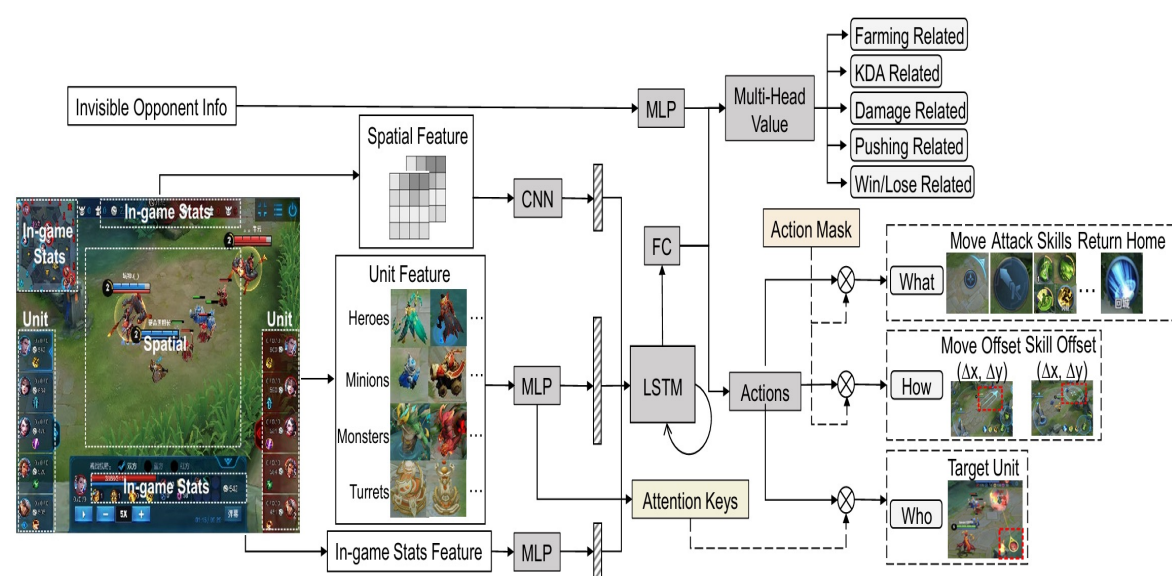 Farming Related
KDA Related
Invisible Opponent Info
MLP
Multi-Head
Value
Damage Related
Pushing Related
Win/Lose Related
Spatial Feature
CNN
In-game Stats
In-game
Stats
Unit
Spatial
Unit
In-game Stats
Unit Feature
Heroes
...
Minions
...
Monsters
...
Turrets
...
MLP
In-game Stats Feature
MLP
FC
LSTM
Attention Keys
Action Mask
Actions
Move Attack Skills Return Home
What
...
Move Offset Skill Offset
(Δx, Δy) (Δx, Δy)
How
Target Unit
Who
5X
2
2
2